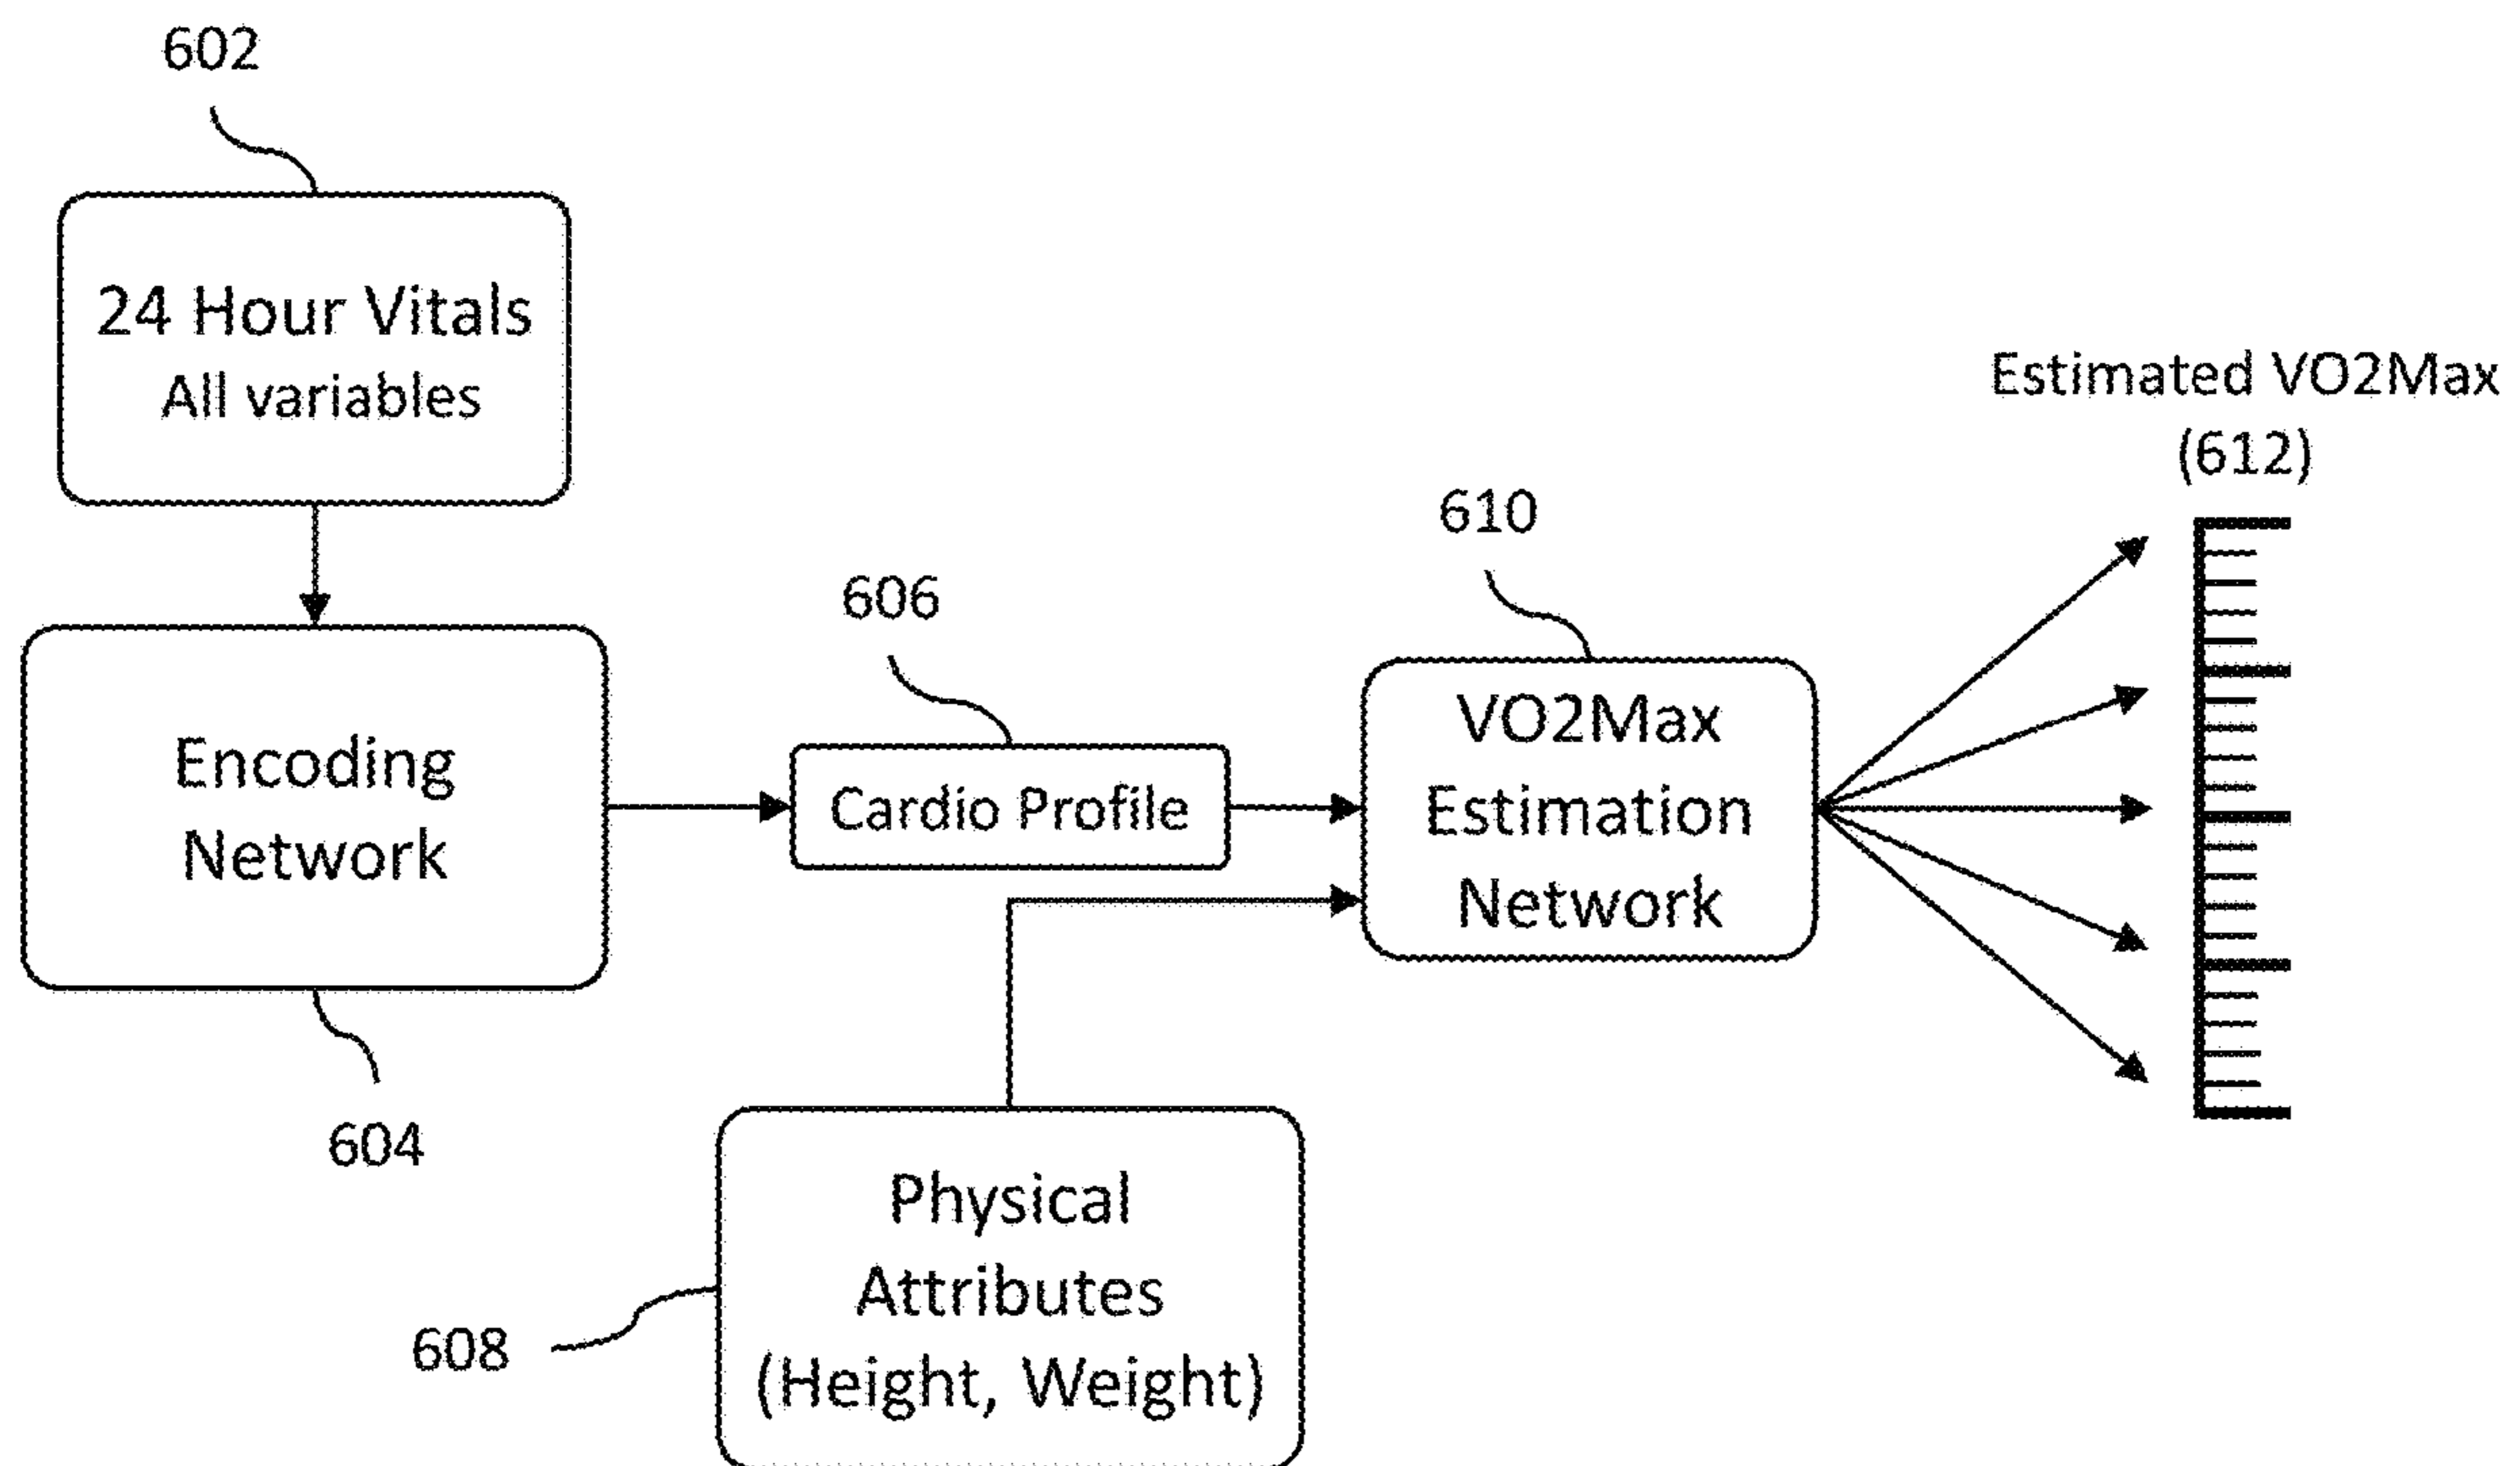 602
24 Hour Vitals
All variables
Estimated VO2Max
(612)
610
606
Encoding
Network
Cardio Profile
VO2Max
Estimation
Network
604
Physical
Attributes
(Height, Weight)
608